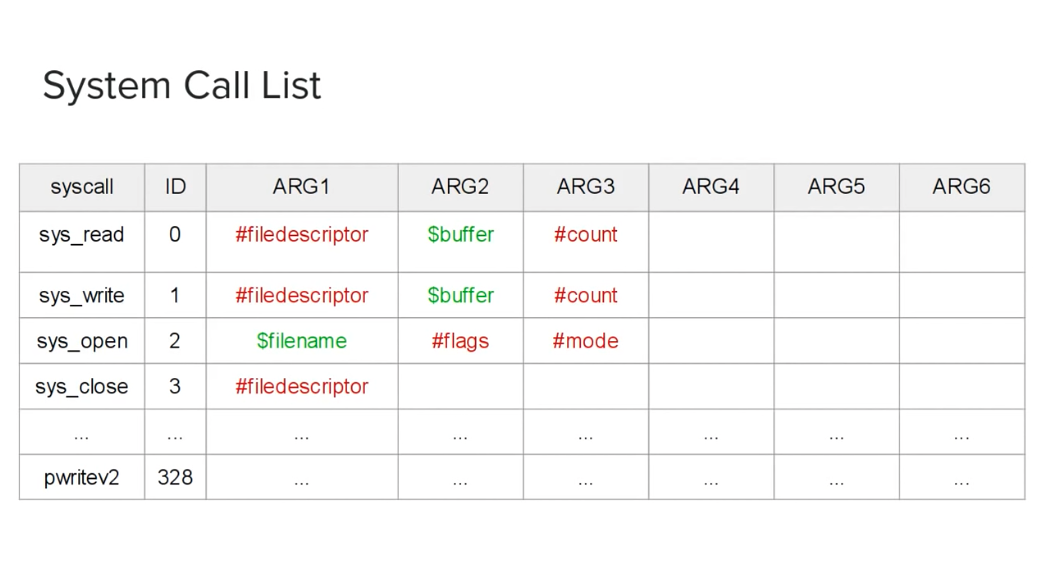 System Call List
syscall ID ARG1 ARG2 ARG3 ARG4 ARG5 ARG6
sys_read 0 #filedescriptor $buffer #count
sys_write 1 #filedescriptor $buffer #count
sys_open 2 $filename #flags #mode
sys_close 3 #filedescriptor
... ... ... ... ... ... ... ...
pwritev2 328 ... ... ... ... ... ...